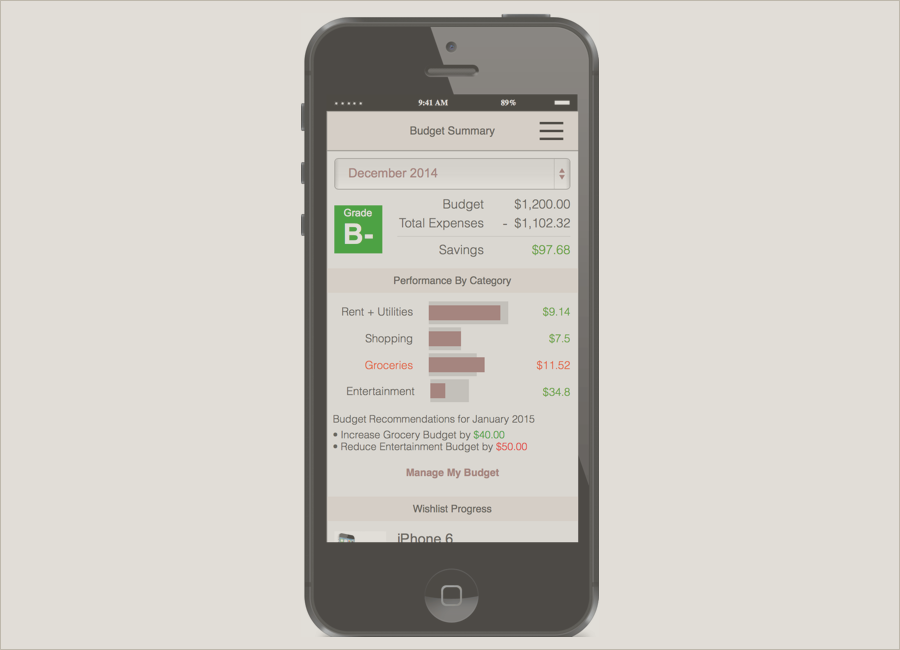 9:41 AM 89%
Budget Summary
December 2014
Grade
B-
Budget $1,200.00
Total Expenses - $1,102.32
Savings $97.68
Performance By Category
Rent + Utilities $9.14
Shopping $7.5
Groceries $11.52
Entertainment $34.8
Budget Recommendations for January 2015
• Increase Grocery Budget by $40.00
• Reduce Entertainment Budget by $50.00
Manage My Budget
Wishlist Progress
iPhone 6